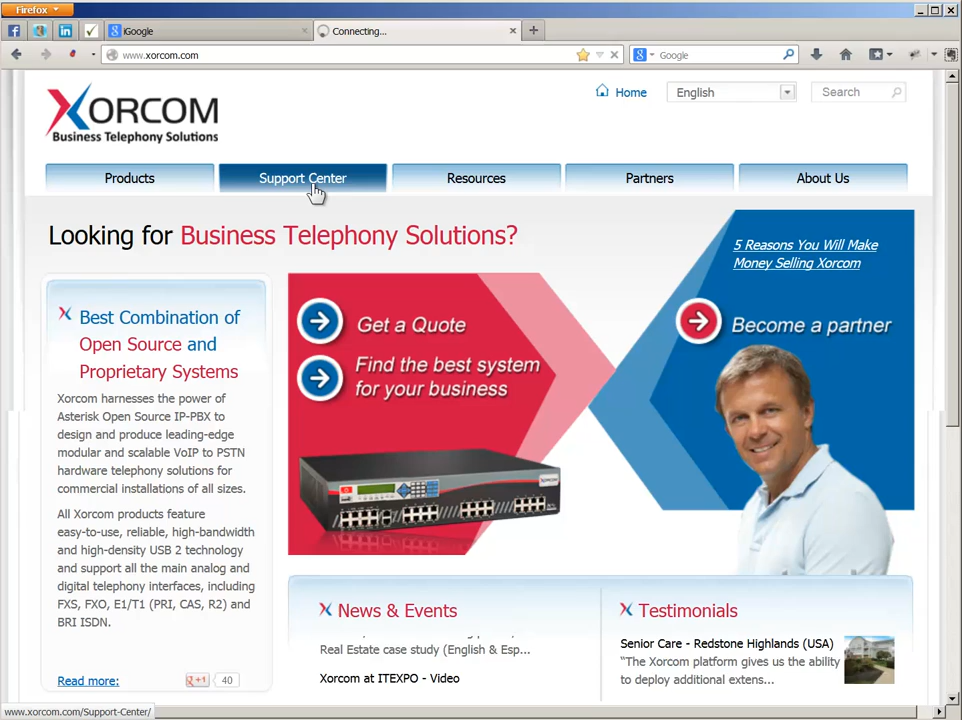 Firefox
iGoogle
Connecting...
www.xorcom.com
Google
XORCOM
Business Telephony Solutions
Home
English
Search
Products
Support Center
Resources
Partners
About Us
Looking for Business Telephony Solutions?
5 Reasons You Will Make
Money Selling Xorcom
Best Combination of
Open Source and
Proprietary Systems
Xorcom harnesses the power of
Asterisk Open Source IP-PBX to
design and produce leading-edge
modular and scalable VoIP to PSTN
hardware telephony solutions for
commercial installations of all sizes.
All Xorcom products feature
easy-to-use, reliable, high-bandwidth
and high-density USB 2 technology
and support all the main analog and
digital telephony interfaces, including
FXS, FXO, E1/T1 (PRI, CAS, R2) and
BRI ISDN.
Read more:
+1
40
Get a Quote
Find the best system
for your business
Become a partner
XORCOM
News & Events
Real Estate case study (English & Esp...
Xorcom at ITEXPO - Video
Testimonials
Senior Care - Redstone Highlands (USA)
“The Xorcom platform gives us the ability
to deploy additional extens...
www.xorcom.com/Support-Center/